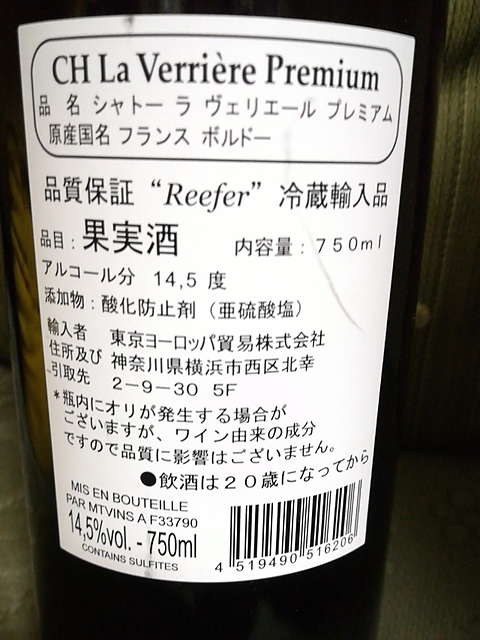 CH La Verrière Premium
品 名 シャトー ラ ヴェリエール プレミアム
原産国名 フランス ボルドー
品質保証 “Reefer” 冷蔵輸入品
品目：果実酒 内容量：750ml
アルコール分 14,5 度
添加物：酸化防止剤（亜硫酸塩）
輸入者 東京ヨーロッパ貿易株式会社
住所及び 神奈川県横浜市西区北幸
引取先 2－9－30 5F
*瓶内にオリが発生する場合が
ございますが、ワイン由来の成分
ですので品質に影響はございません。
●飲酒は20歳になってから
MIS EN BOUTEILLE
PAR MTVINS A F33790
14,5%vol. - 750ml
CONTAINS SULFITES
4 519490 516206